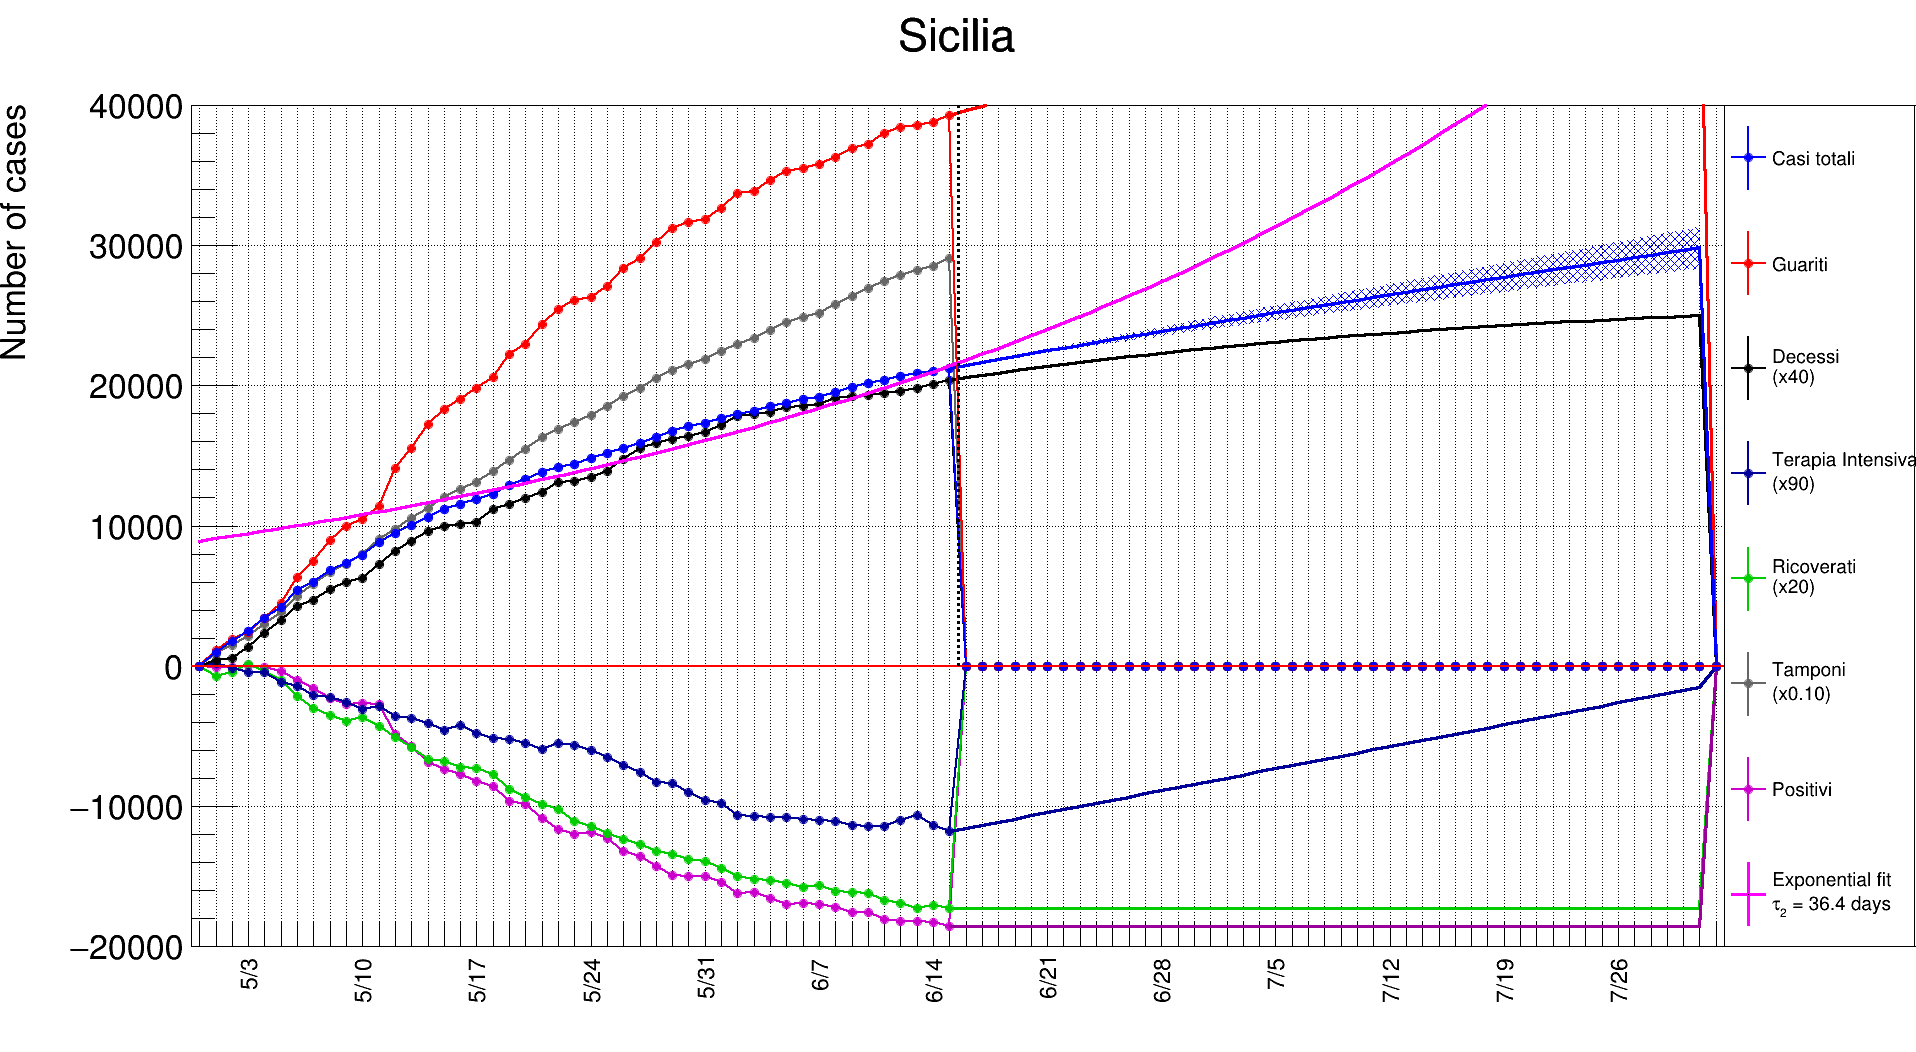 Sicilia
Number of cases
40000
30000
20000
10000
0
−10000
−20000
5/3
5/10
5/17
5/24
5/31
6/7
6/14
6/21
6/28
7/5
7/12
7/19
7/26
Casi totali
Guariti
Decessi
(x40)
Terapia Intensiva
(x90)
Ricoverati
(x20)
Tamponi
(x0.10)
Positivi
Exponential fit
τ2 = 36.4 days